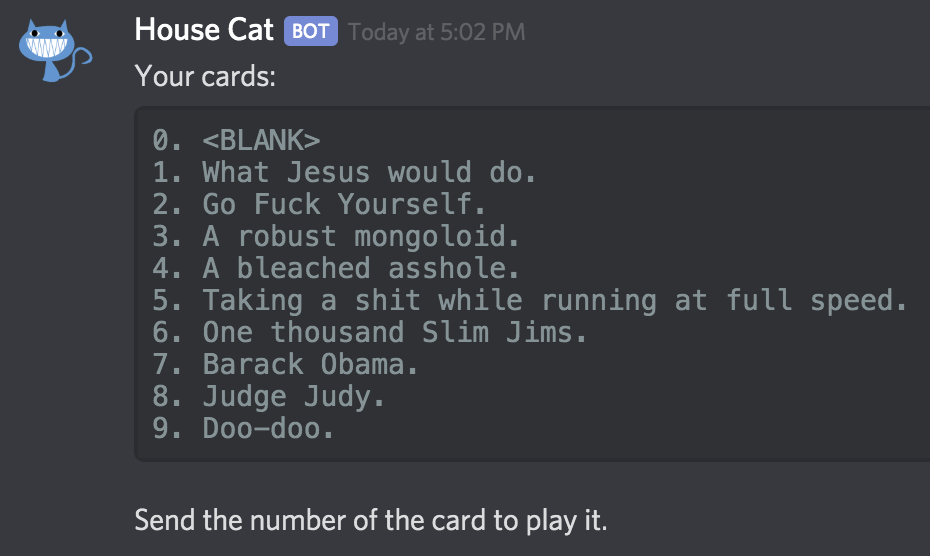 House Cat BOT Today at 5:02 PM
Your cards:
0. <BLANK>
1. What Jesus would do.
2. Go Fuck Yourself.
3. A robust mongoloid.
4. A bleached asshole.
5. Taking a shit while running at full speed.
6. One thousand Slim Jims.
7. Barack Obama.
8. Judge Judy.
9. Doo-doo.
Send the number of the card to play it.